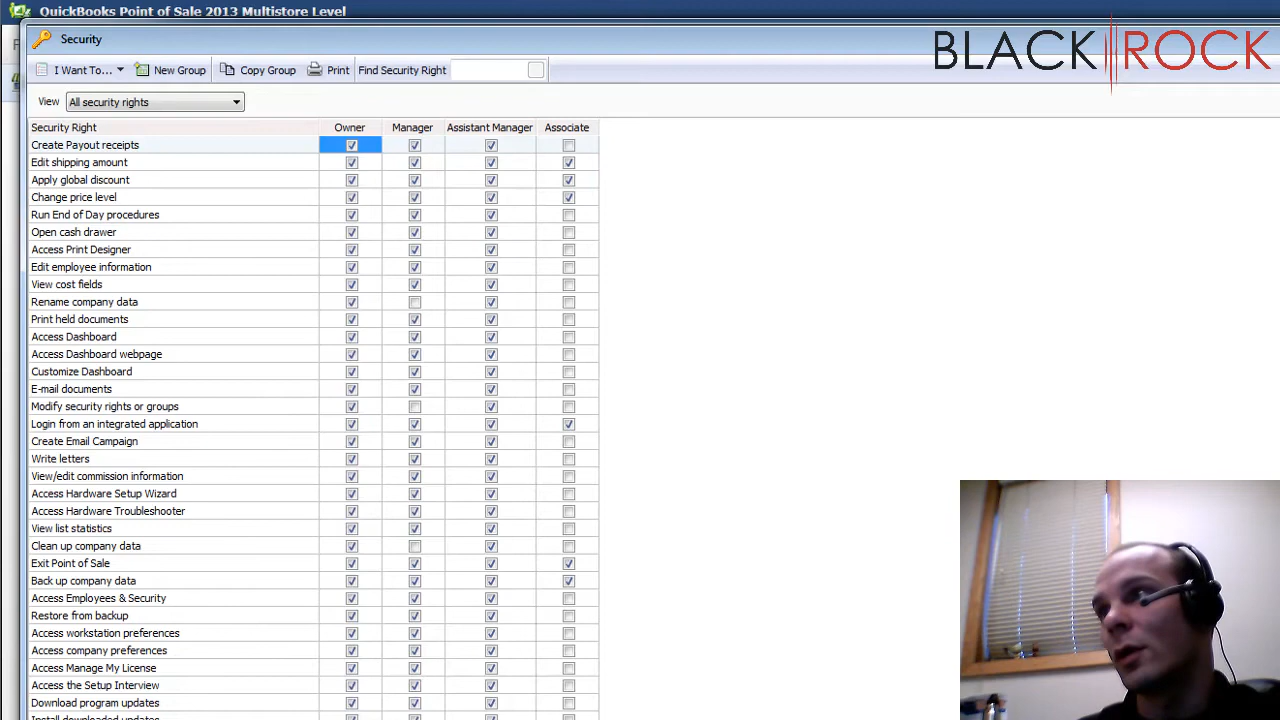 QuickBooks Point of Sale 2013 Multistore Level
Security
BLACK ROCK
I Want To... New Group Copy Group Print Find Security Right
View All security rights
Security Right Owner Manager Assistant Manager Associate
Create Payout receipts
Edit shipping amount
Apply global discount
Change price level
Run End of Day procedures
Open cash drawer
Access Print Designer
Edit employee information
View cost fields
Rename company data
Print held documents
Access Dashboard
Access Dashboard webpage
Customize Dashboard
E-mail documents
Modify security rights or groups
Login from an integrated application
Create Email Campaign
Write letters
View/edit commission information
Access Hardware Setup Wizard
Access Hardware Troubleshooter
View list statistics
Clean up company data
Exit Point of Sale
Back up company data
Access Employees & Security
Restore from backup
Access workstation preferences
Access company preferences
Access Manage My License
Access the Setup Interview
Download program updates
Install downloaded updates